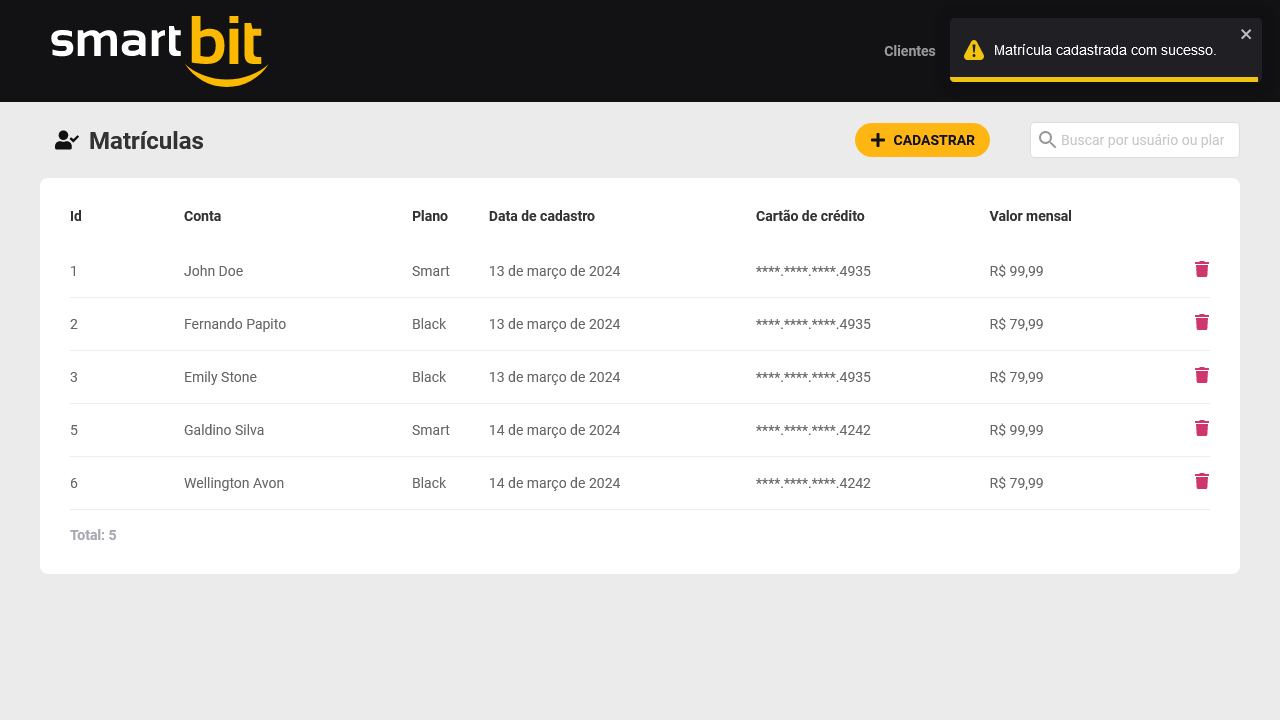 smartbit
Clientes
Matrícula cadastrada com sucesso.
Matrículas
CADASTRAR
Buscar por usuário ou plar
Id Conta Plano Data de cadastro Cartão de crédito Valor mensal
1 John Doe Smart 13 de março de 2024 ****.****.****.4935 R$ 99,99
2 Fernando Papito Black 13 de março de 2024 ****.****.****.4935 R$ 79,99
3 Emily Stone Black 13 de março de 2024 ****.****.****.4935 R$ 79,99
5 Galdino Silva Smart 14 de março de 2024 ****.****.****.4242 R$ 99,99
6 Wellington Avon Black 14 de março de 2024 ****.****.****.4242 R$ 79,99
Total: 5